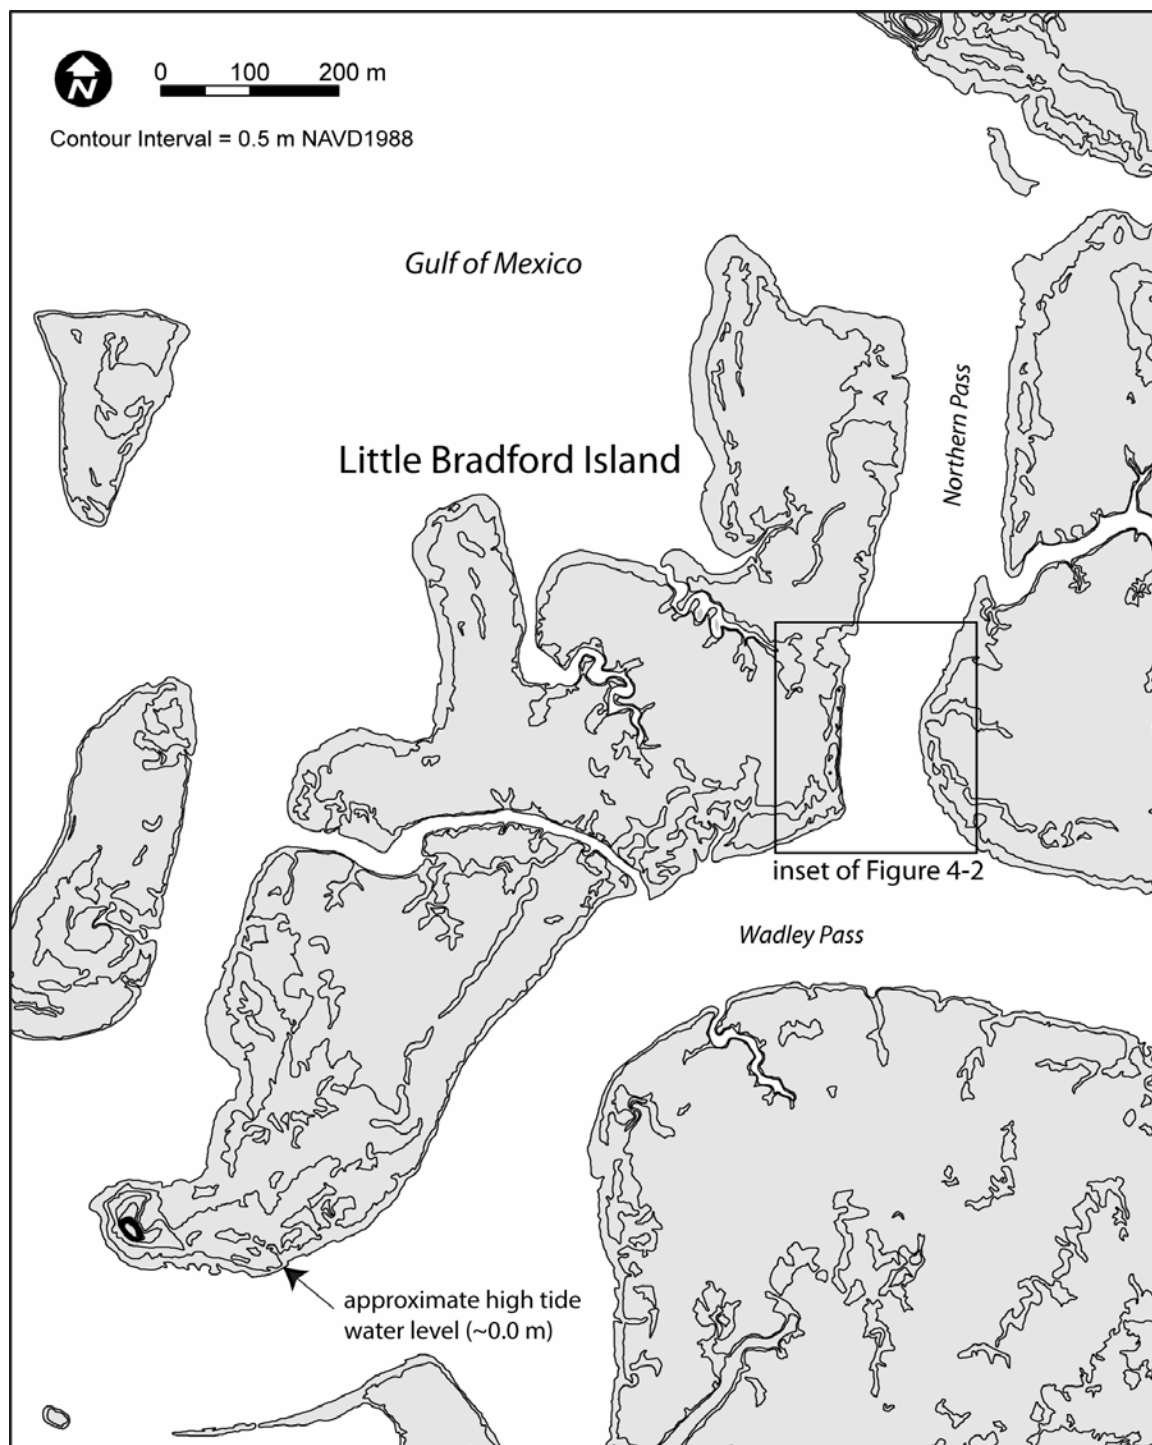 N
0 100 200 m
Contour Interval = 0.5 m NAVD1988
Gulf of Mexico
Northern Pass
Little Bradford Island
inset of Figure 4-2
Wadley Pass
approximate high tide
water level (~0.0 m)